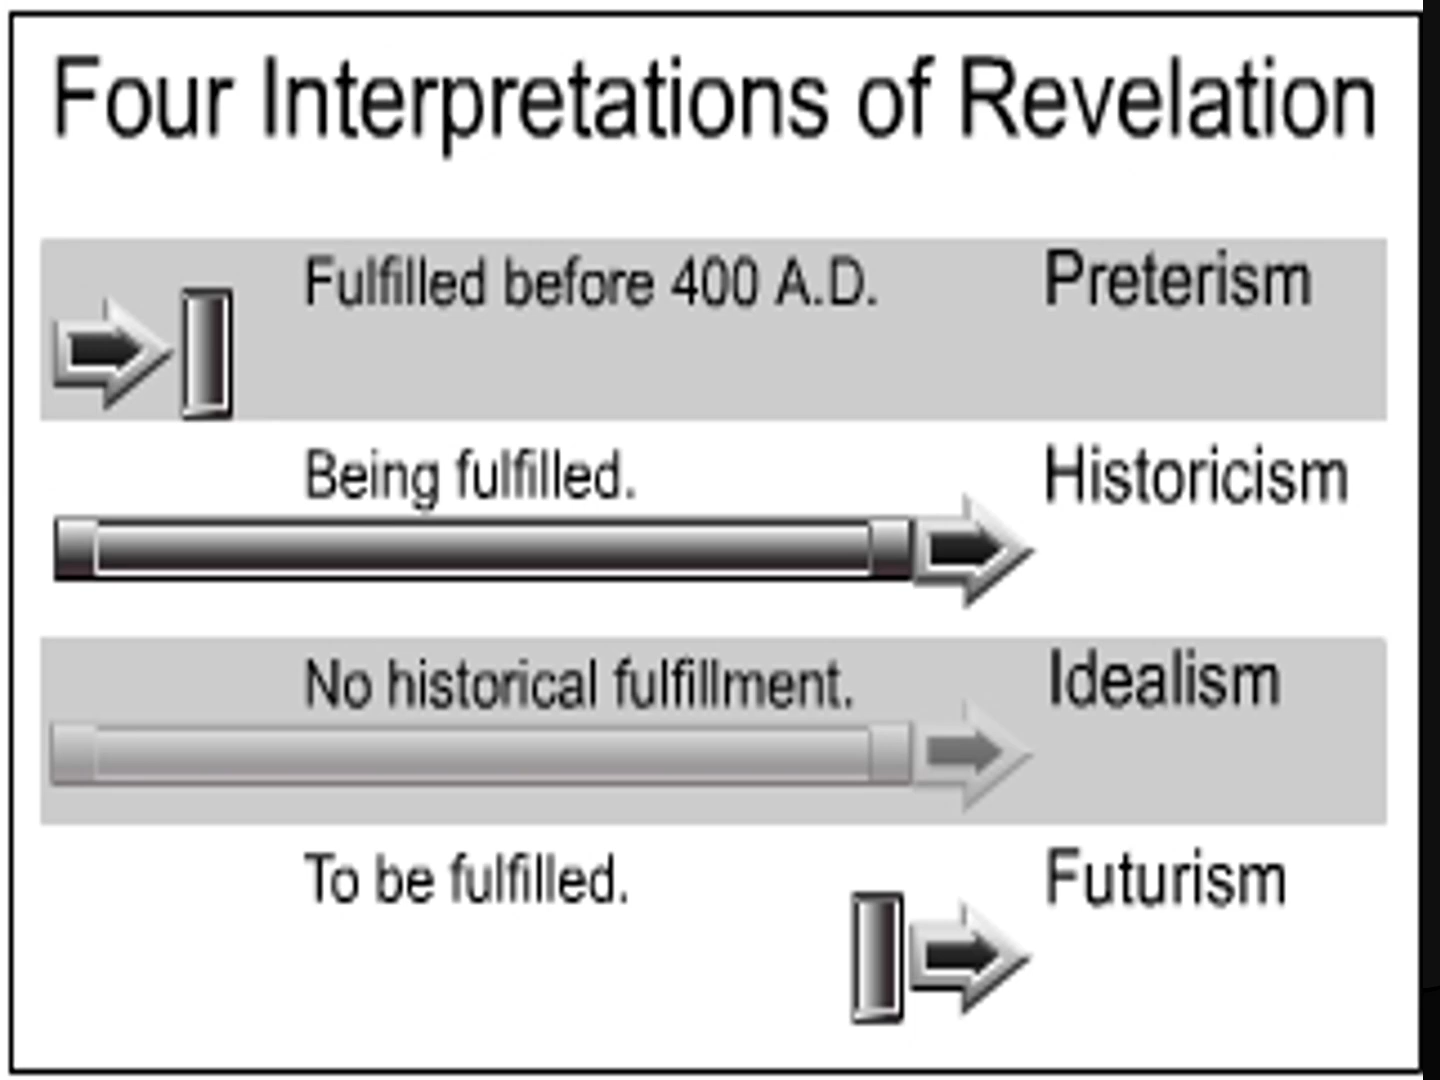 Four Interpretations of Revelation
Fulfilled before 400 A.D. Preterism
Being fulfilled. Historicism
No historical fulfillment. Idealism
To be fulfilled. Futurism